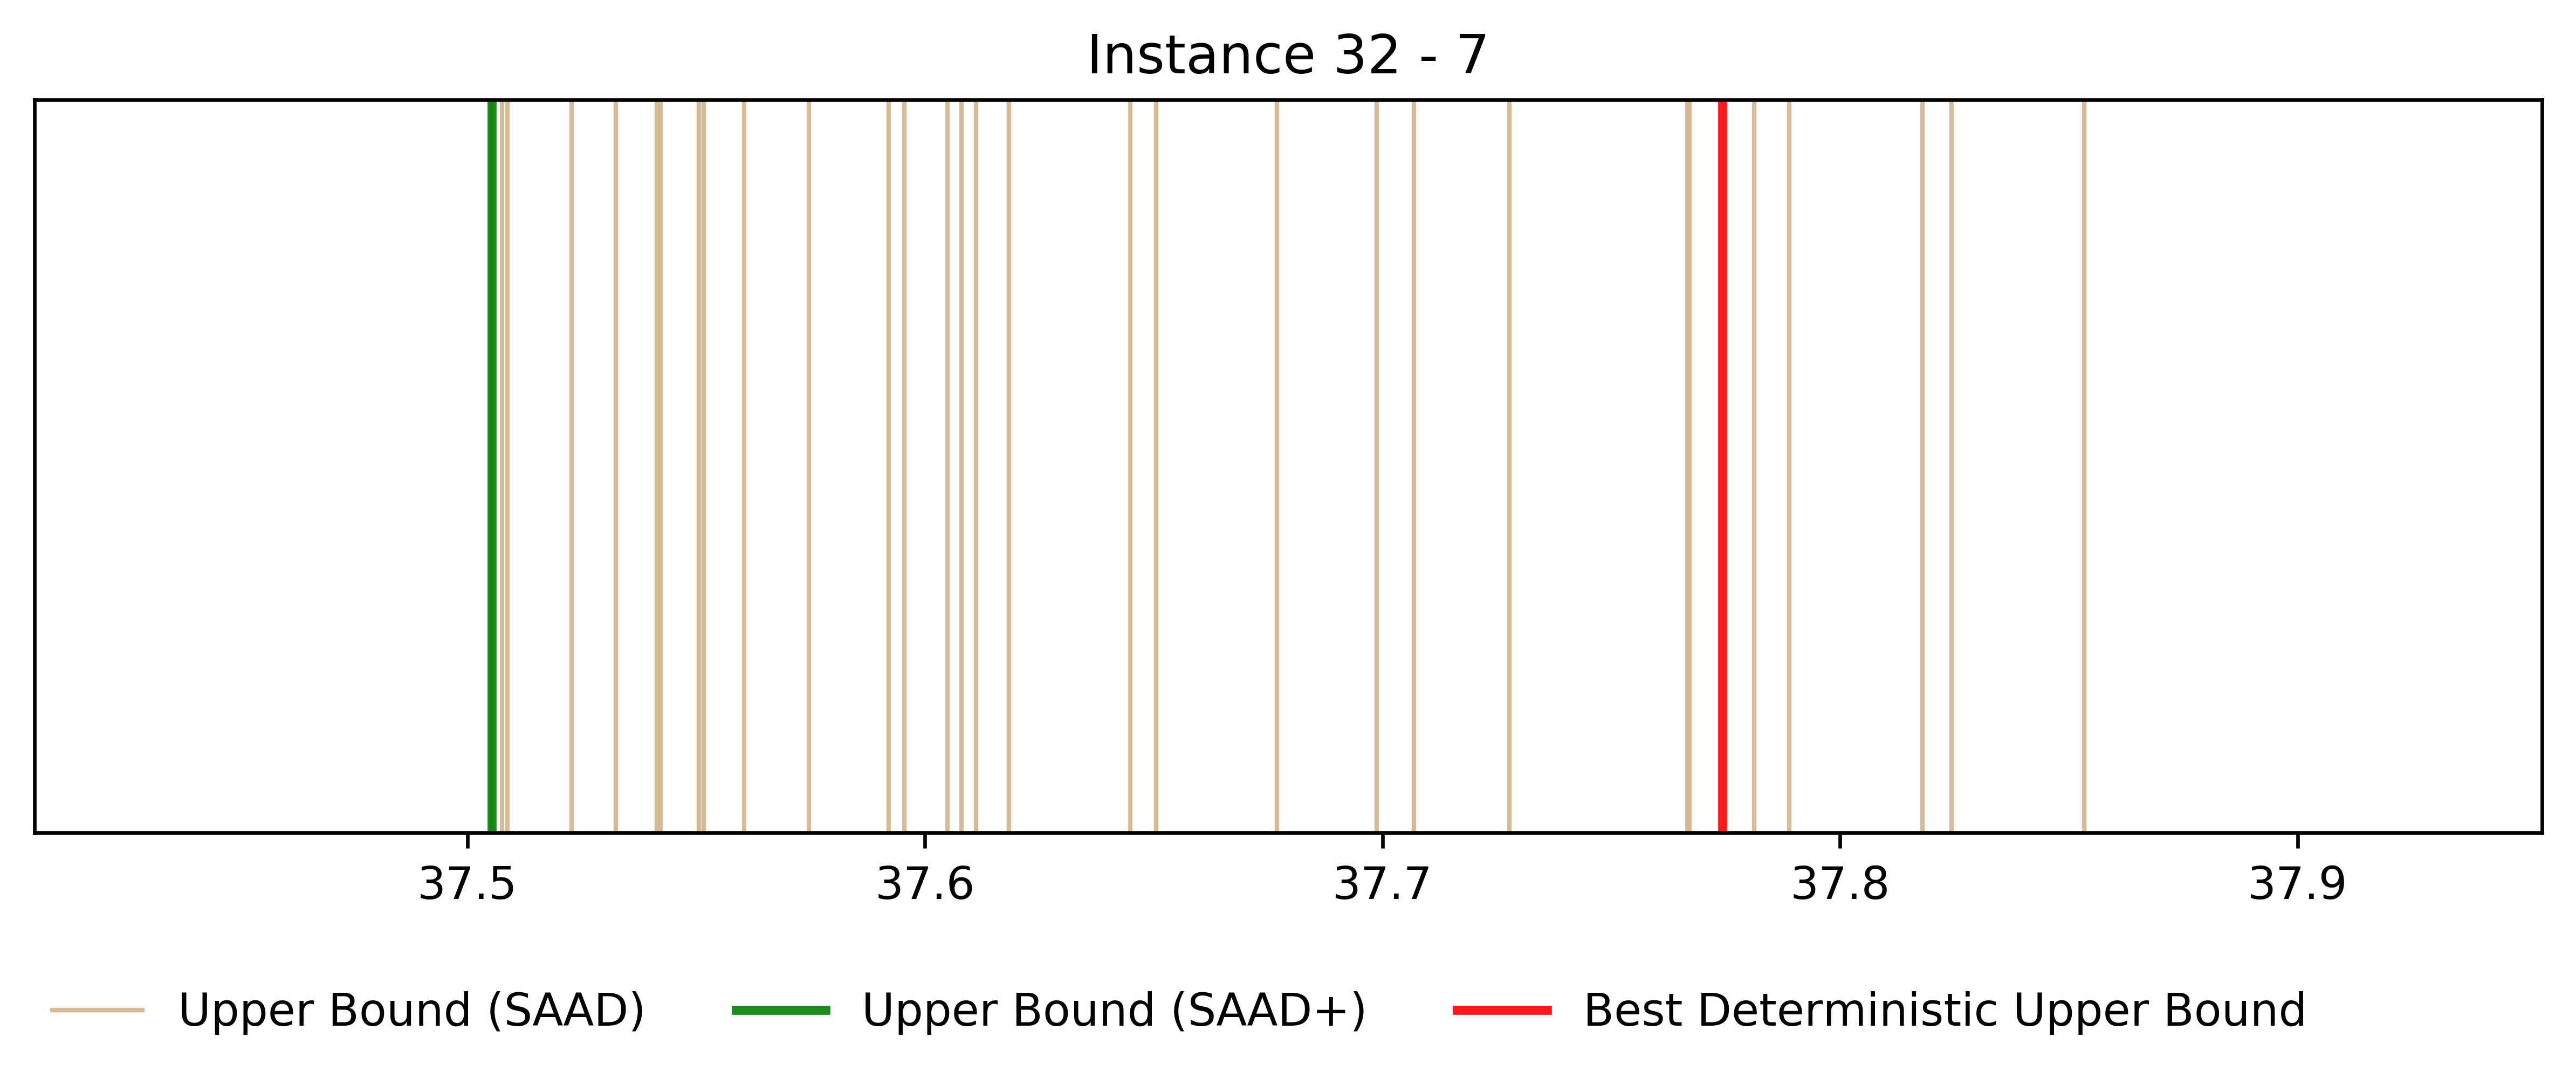 Instance 32 - 7
37.5 37.6 37.7 37.8 37.9
Upper Bound (SAAD) Upper Bound (SAAD+) Best Deterministic Upper Bound